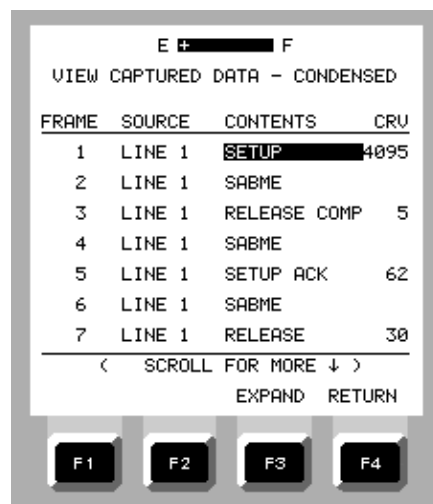 E + F
VIEW CAPTURED DATA - CONDENSED
FRAME SOURCE CONTENTS CRV
1 LINE 1 SETUP 4095
2 LINE 1 SABME
3 LINE 1 RELEASE COMP 5
4 LINE 1 SABME
5 LINE 1 SETUP ACK 62
6 LINE 1 SABME
7 LINE 1 RELEASE 30
( SCROLL FOR MORE ↓ )
EXPAND RETURN
F1 F2 F3 F4